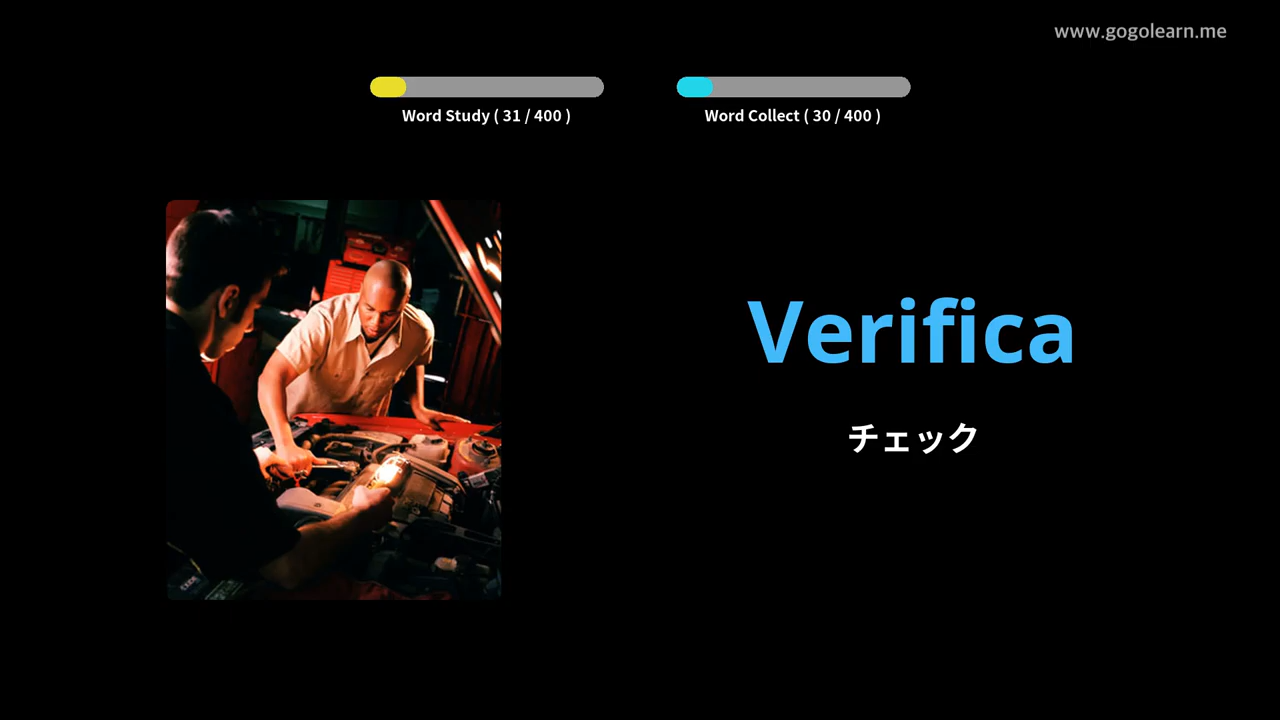 www.gogolearn.me
Word Study ( 31 / 400 )
Word Collect ( 30 / 400 )
Verifica
チェック